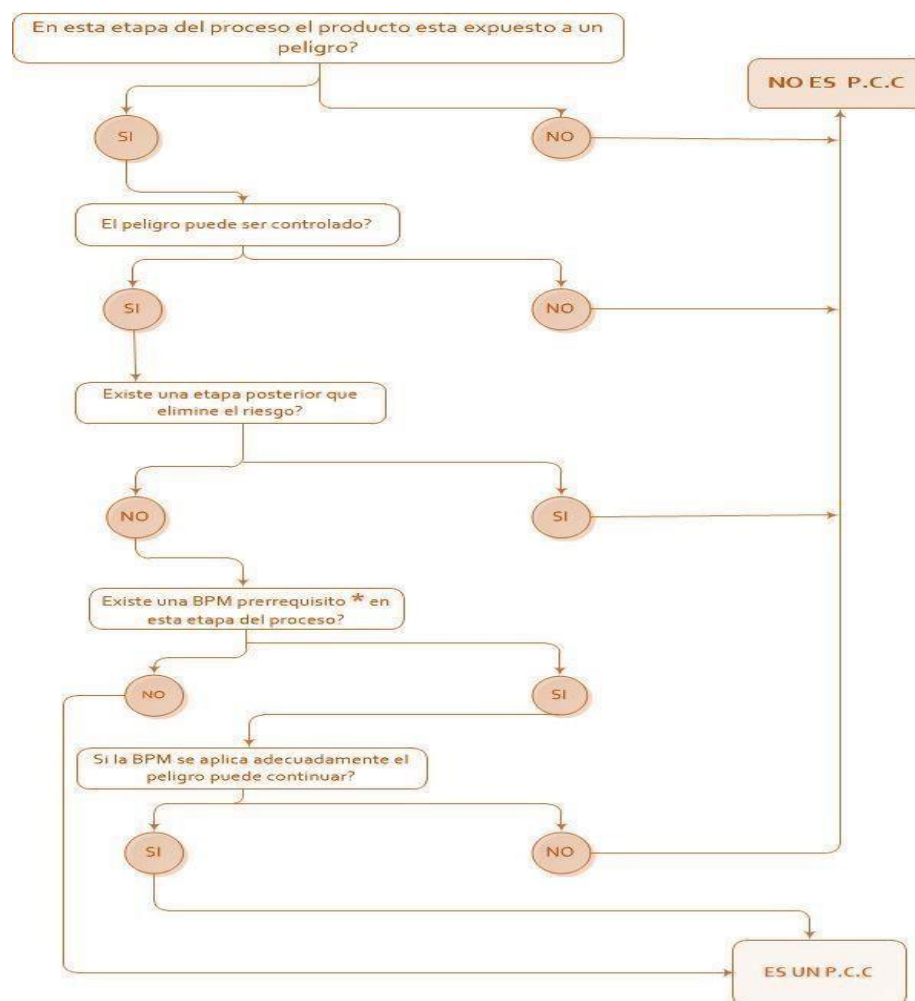 En esta etapa del proceso el producto esta expuesto a un
peligro?
NO ES P.C.C
SI
NO
El peligro puede ser controlado?
SI
NO
Existe una etapa posterior que
elimine el riesgo?
NO
SI
Existe una BPM prerrequisito * en
esta etapa del proceso?
NO
SI
Si la BPM se aplica adecuadamente el
peligro puede continuar?
SI
NO
ES UN P.C.C